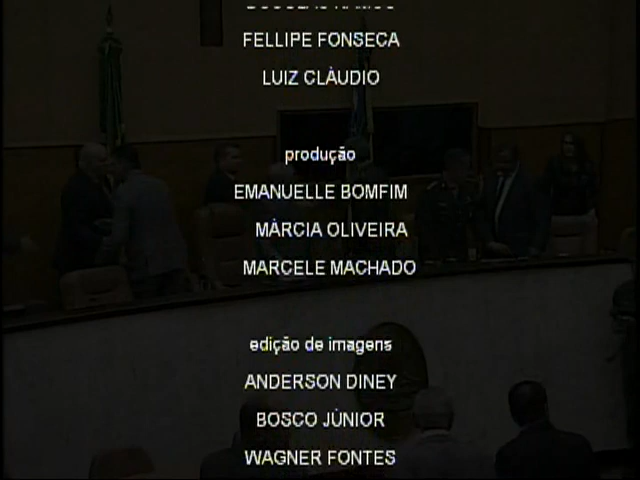 FELLIPE FONSECA
LUIZ CLÁUDIO
produção
EMANUELLE BOMFIM
MÁRCIA OLIVEIRA
MARCELE MACHADO
edição de imagens
ANDERSON DINEY
BOSCO JÚNIOR
WAGNER FONTES